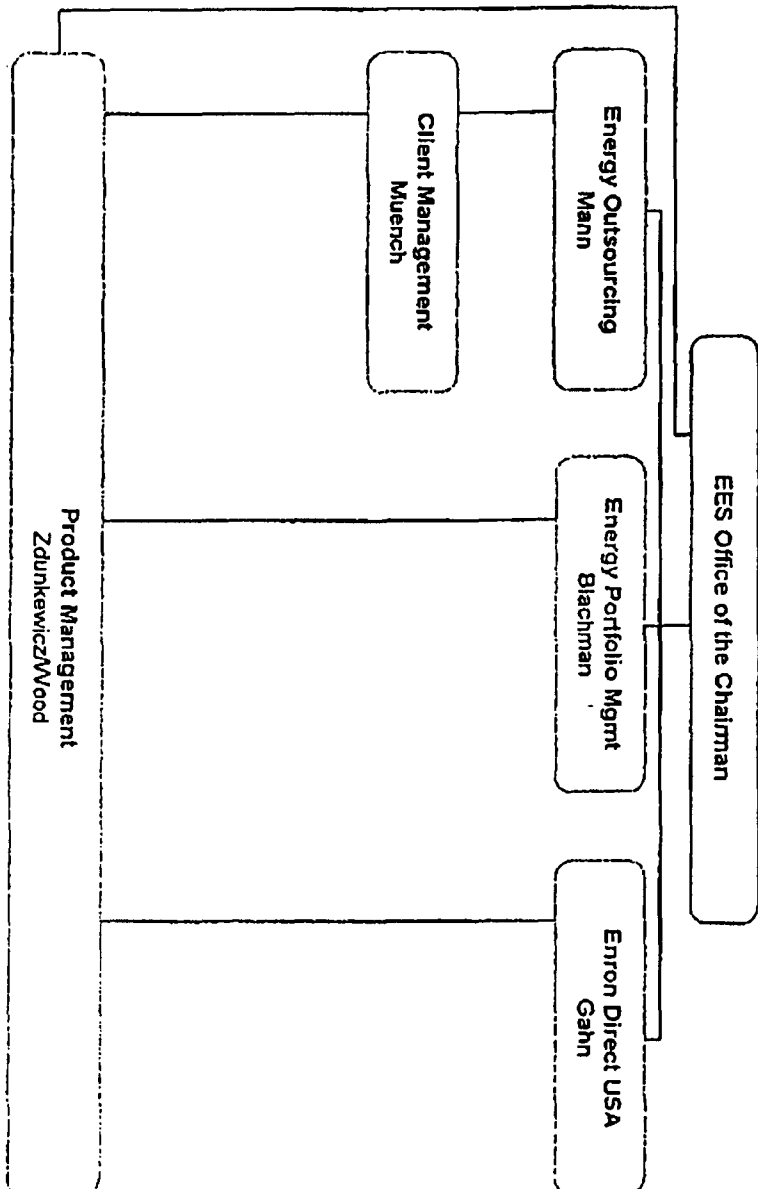 EES Office of the Chairman
Energy Outsourcing
Mann
Energy Portfolio Mgmt
Blachman
Enron Direct USA
Gahn
Client Management
Muench
Product Management
Zdunkewicz/Wood